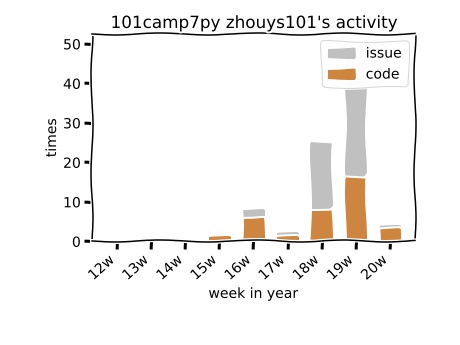 101camp7py zhouys101's activity
issue
code
times
50
40
30
20
10
0
12w 13w 14w 15w 16w 17w 18w 19w 20w
week in year